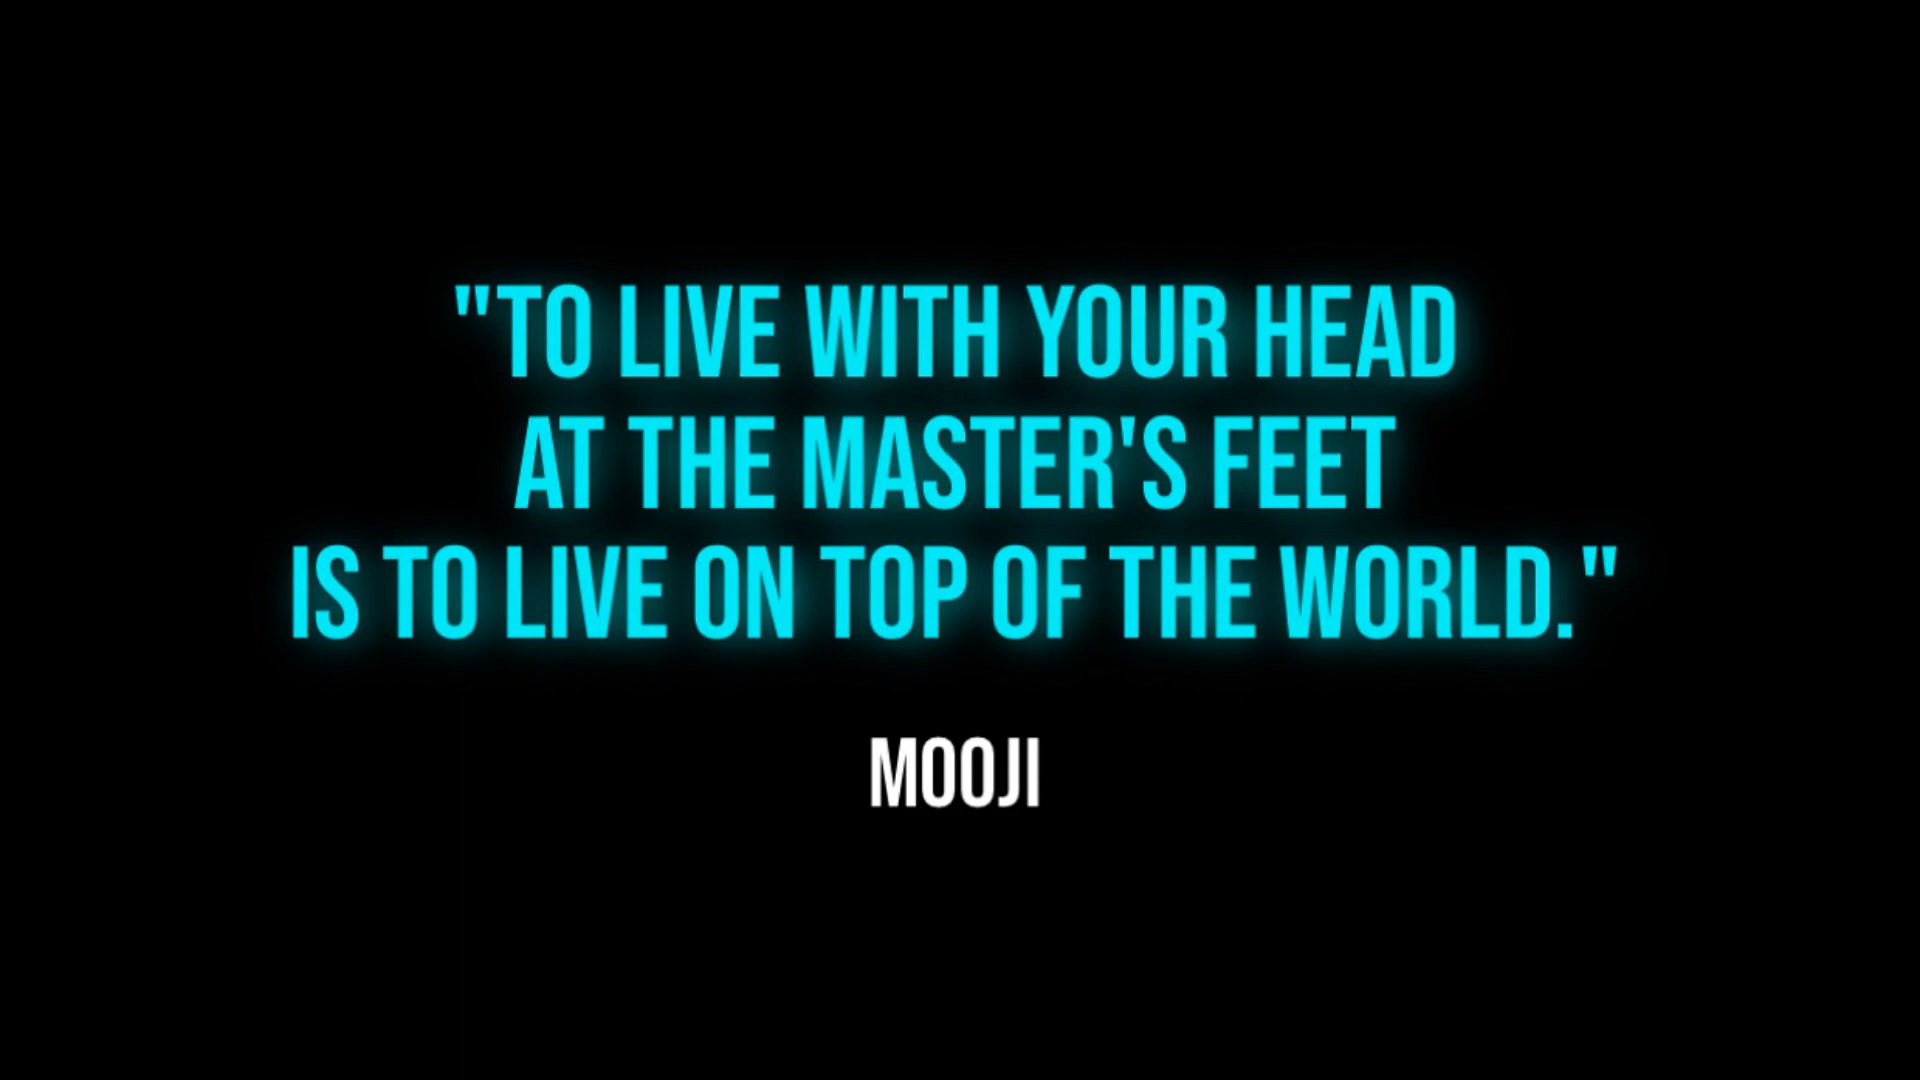 "TO LIVE WITH YOUR HEAD
AT THE MASTER'S FEET
IS TO LIVE ON TOP OF THE WORLD."
MOOJI